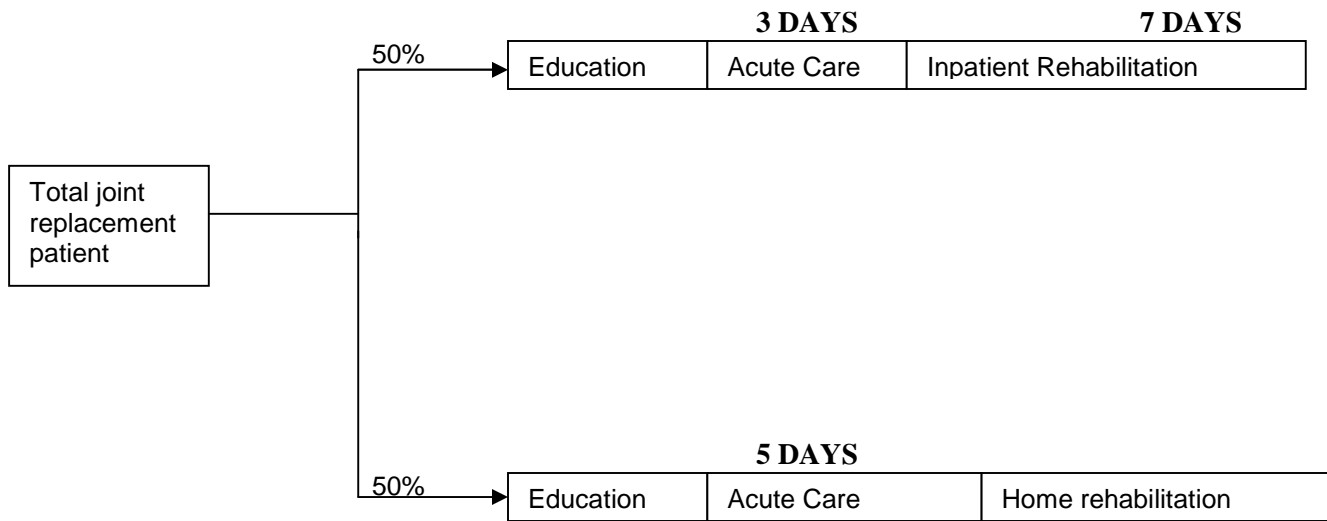 3 DAYS 7 DAYS
50%
Education Acute Care Inpatient Rehabilitation
Total joint
replacement
patient
5 DAYS
50%
Education Acute Care Home rehabilitation